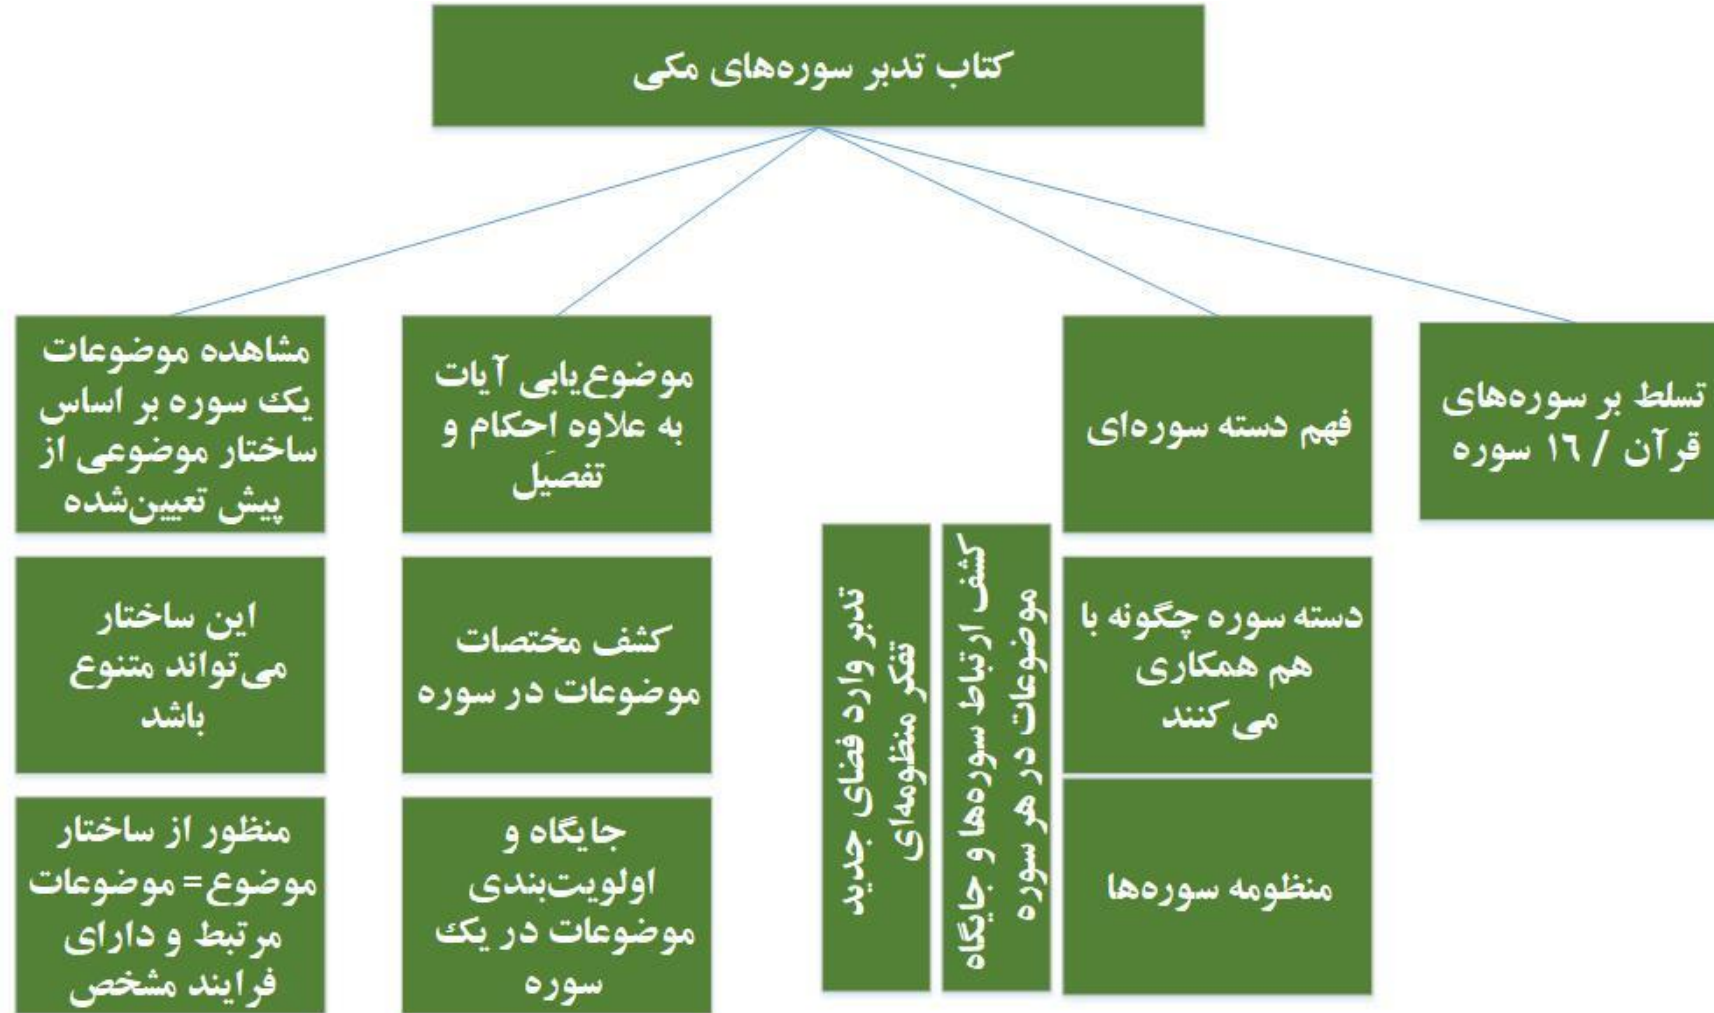 کتاب تدبر سوره‌های مکی
تسلط بر سوره‌های
قرآن / ١٦ سوره
فهم دسته سوره‌ای
دسته سوره چگونه با
هم همکاری
می کنند
منظومه سوره‌ها
کشف ارتباط سوره‌ها و جایگاه
موضوعات در هر سوره
تدبر وارد فضای جدید
تفکر منظومه‌ای
موضوع‌یابی آیات
به علاوه اِحکام و
تفصیَل
کشف مختصات
موضوعات در سوره
جایگاه و
اولویت‌بندی
موضوعات در یک
سوره
مشاهده موضوعات
یک سوره بر اساس
ساختار موضوعی از
پیش تعیین‌شده
این ساختار
می‌تواند متنوع
باشد
منظور از ساختار
موضوع= موضوعات
مرتبط و دارای
فرایند مشخص